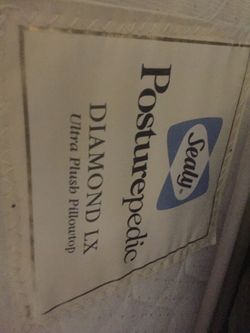 Sealy
Posturepedic
DIAMOND LX
Ultra Plush Pillowtop